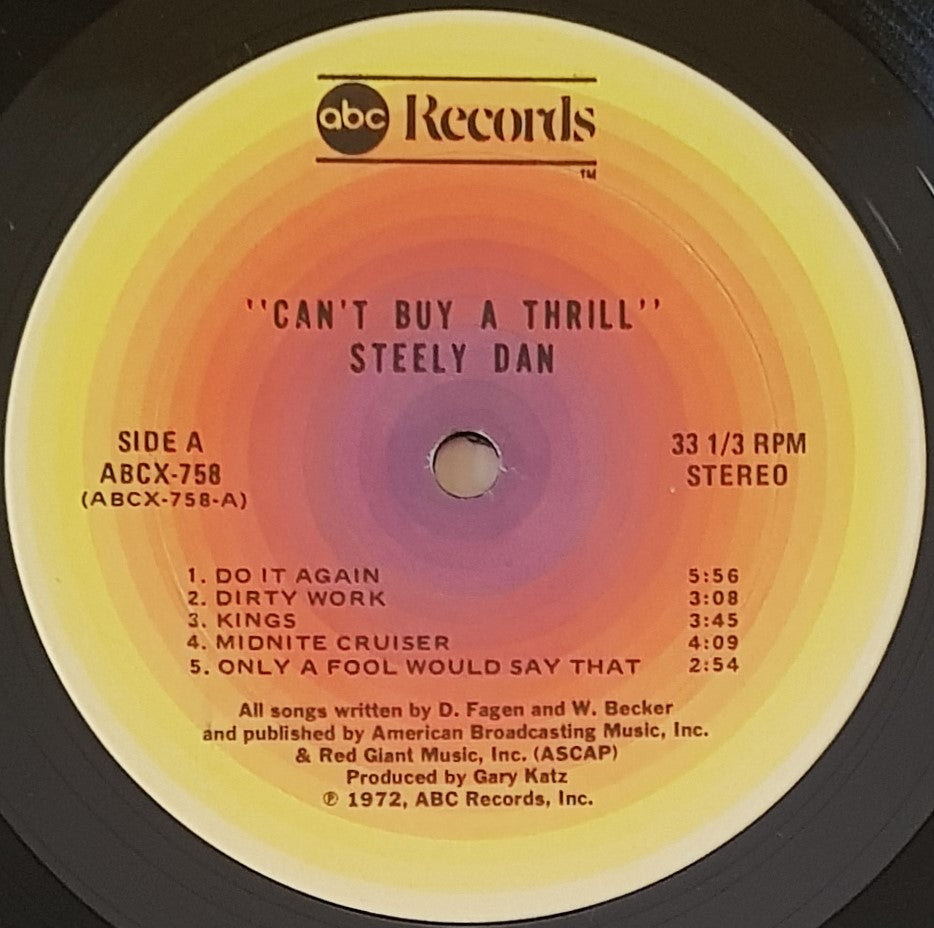 abc Records
TM
"CAN'T BUY A THRILL"
STEELY DAN
SIDE A
ABCX-758
(ABCX-758-A)
33 1/3 RPM
STEREO
1. DO IT AGAIN 5:56
2. DIRTY WORK 3:08
3. KINGS 3:45
4. MIDNITE CRUISER 4:09
5. ONLY A FOOL WOULD SAY THAT 2:54
All songs written by D. Fagen and W. Becker
and published by American Broadcasting Music, Inc.
& Red Giant Music, Inc. (ASCAP)
Produced by Gary Katz
℗ 1972, ABC Records, Inc.